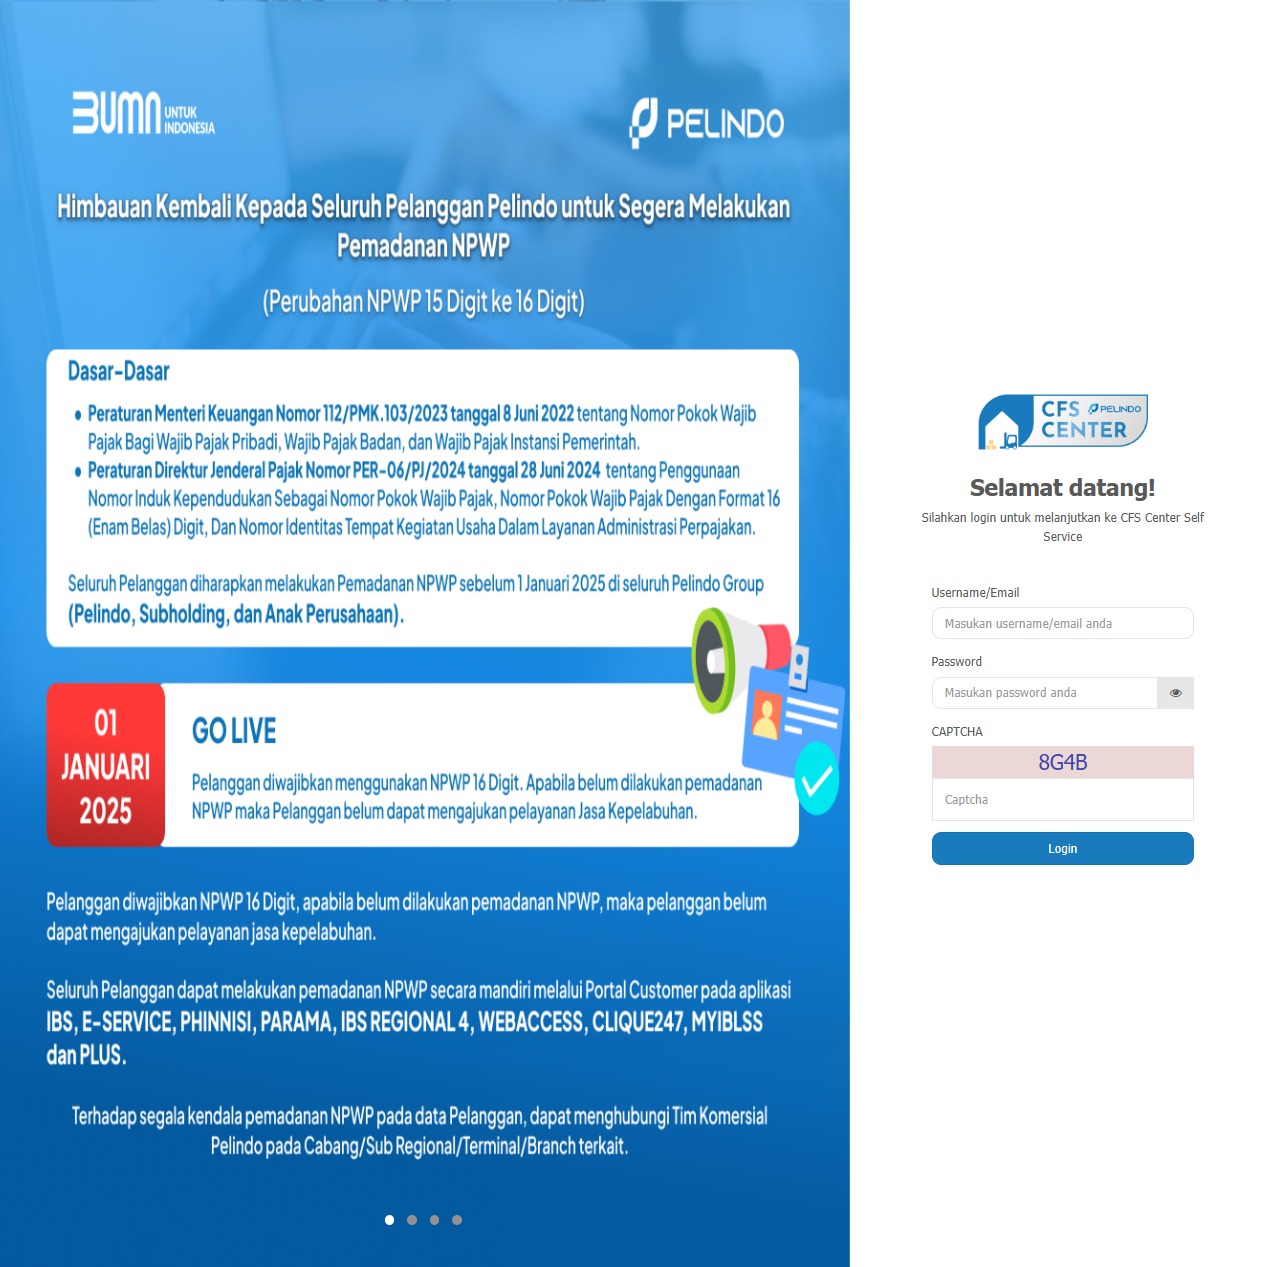 BUMN UNTUK
INDONESIA
PELINDO
Himbauan Kembali Kepada Seluruh Pelanggan Pelindo untuk Segera Melakukan
Pemadanan NPWP
(Perubahan NPWP 15 Digit ke 16 Digit)
Dasar-Dasar
• Peraturan Menteri Keuangan Nomor 112/PMK.103/2023 tanggal 8 Juni 2022 tentang Nomor Pokok Wajib
Pajak Bagi Wajib Pajak Pribadi, Wajib Pajak Badan, dan Wajib Pajak Instansi Pemerintah.
• Peraturan Direktur Jenderal Pajak Nomor PER-06/PJ/2024 tanggal 28 Juni 2024 tentang Penggunaan
Nomor Induk Kependudukan Sebagai Nomor Pokok Wajib Pajak, Nomor Pokok Wajib Pajak Dengan Format 16
(Enam Belas) Digit, Dan Nomor Identitas Tempat Kegiatan Usaha Dalam Layanan Administrasi Perpajakan.
Seluruh Pelanggan diharapkan melakukan Pemadanan NPWP sebelum 1 Januari 2025 di seluruh Pelindo Group
(Pelindo, Subholding, dan Anak Perusahaan).
01
JANUARI
2025
GO LIVE
Pelanggan diwajibkan menggunakan NPWP 16 Digit. Apabila belum dilakukan pemadanan
NPWP maka Pelanggan belum dapat mengajukan pelayanan Jasa Kepelabuhan.
Pelanggan diwajibkan NPWP 16 Digit, apabila belum dilakukan pemadanan NPWP, maka pelanggan belum
dapat mengajukan pelayanan jasa kepelabuhan.
Seluruh Pelanggan dapat melakukan pemadanan NPWP secara mandiri melalui Portal Customer pada aplikasi
IBS, E-SERVICE, PHINNISI, PARAMA, IBS REGIONAL 4, WEBACCESS, CLIQUE247, MYIBLSS
dan PLUS.
Terhadap segala kendala pemadanan NPWP pada data Pelanggan, dapat menghubungi Tim Komersial
Pelindo pada Cabang/Sub Regional/Terminal/Branch terkait.
CFS PELINDO
CENTER
Selamat datang!
Silahkan login untuk melanjutkan ke CFS Center Self
Service
Username/Email
Masukan username/email anda
Password
Masukan password anda
CAPTCHA
8G4B
Captcha
Login